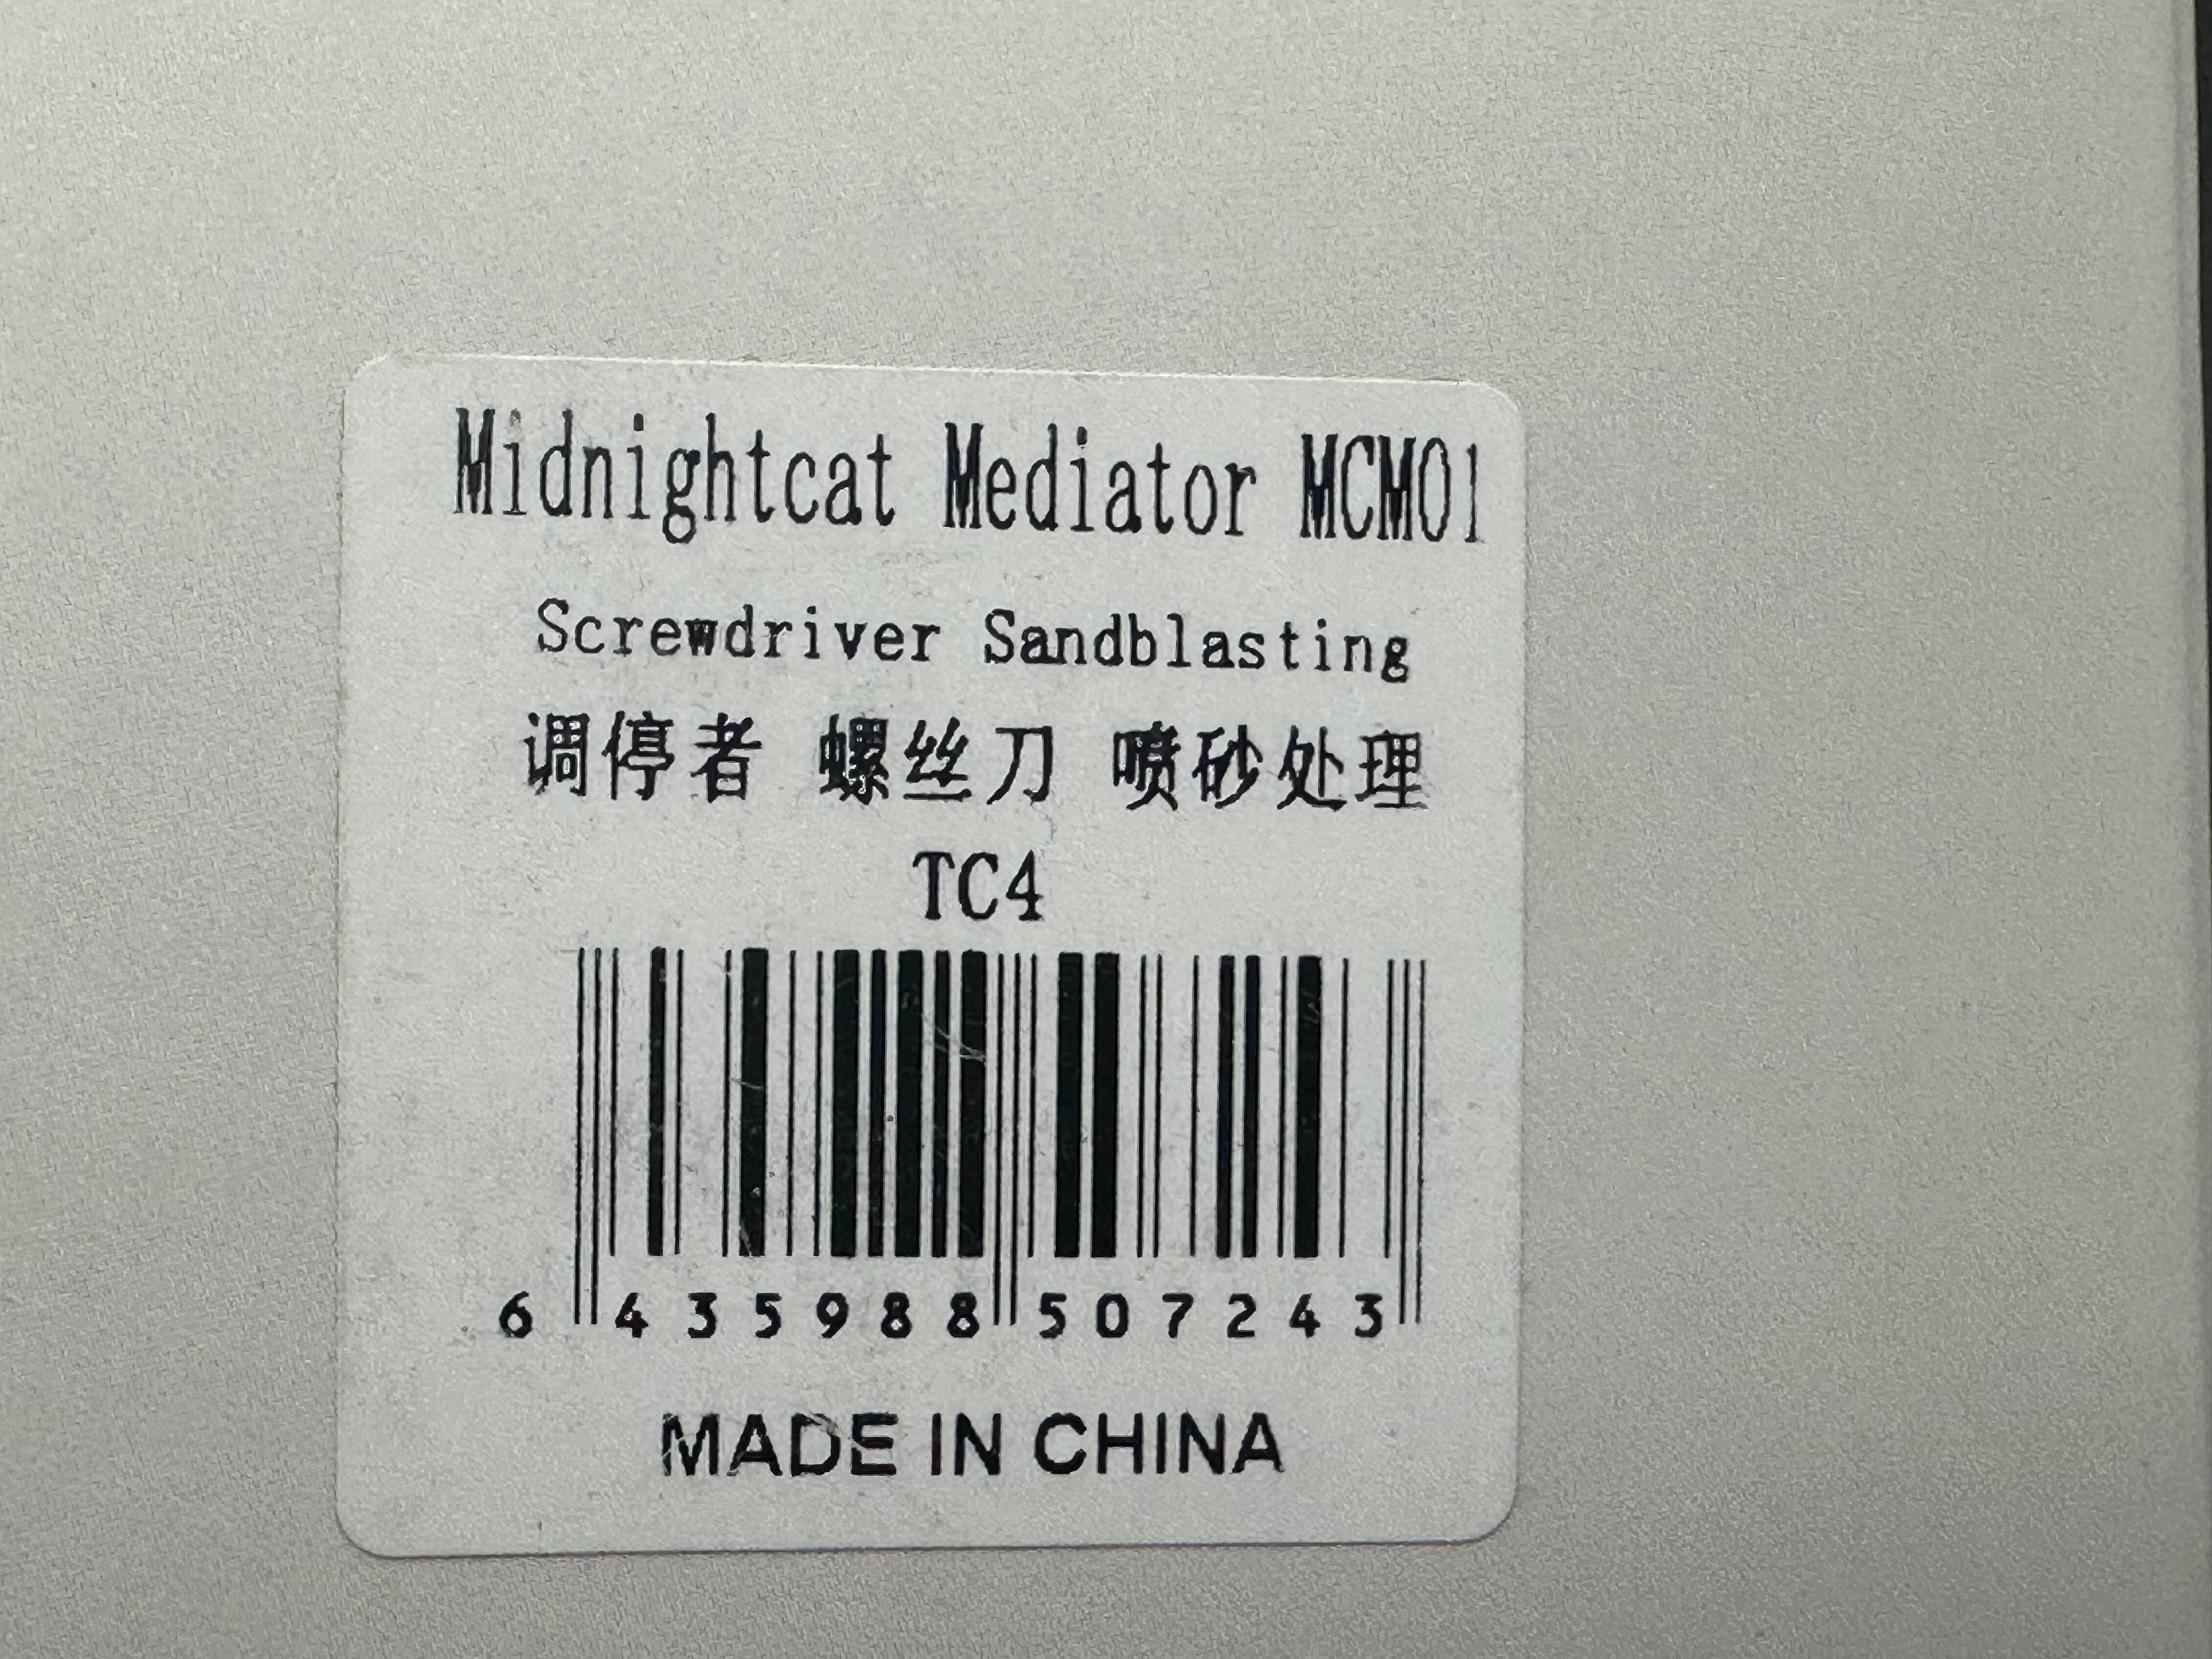 Midnightcat Mediator MCM01
Screwdriver Sandblasting
调停者 螺丝刀 喷砂处理
TC4
6 435988 507243
MADE IN CHINA